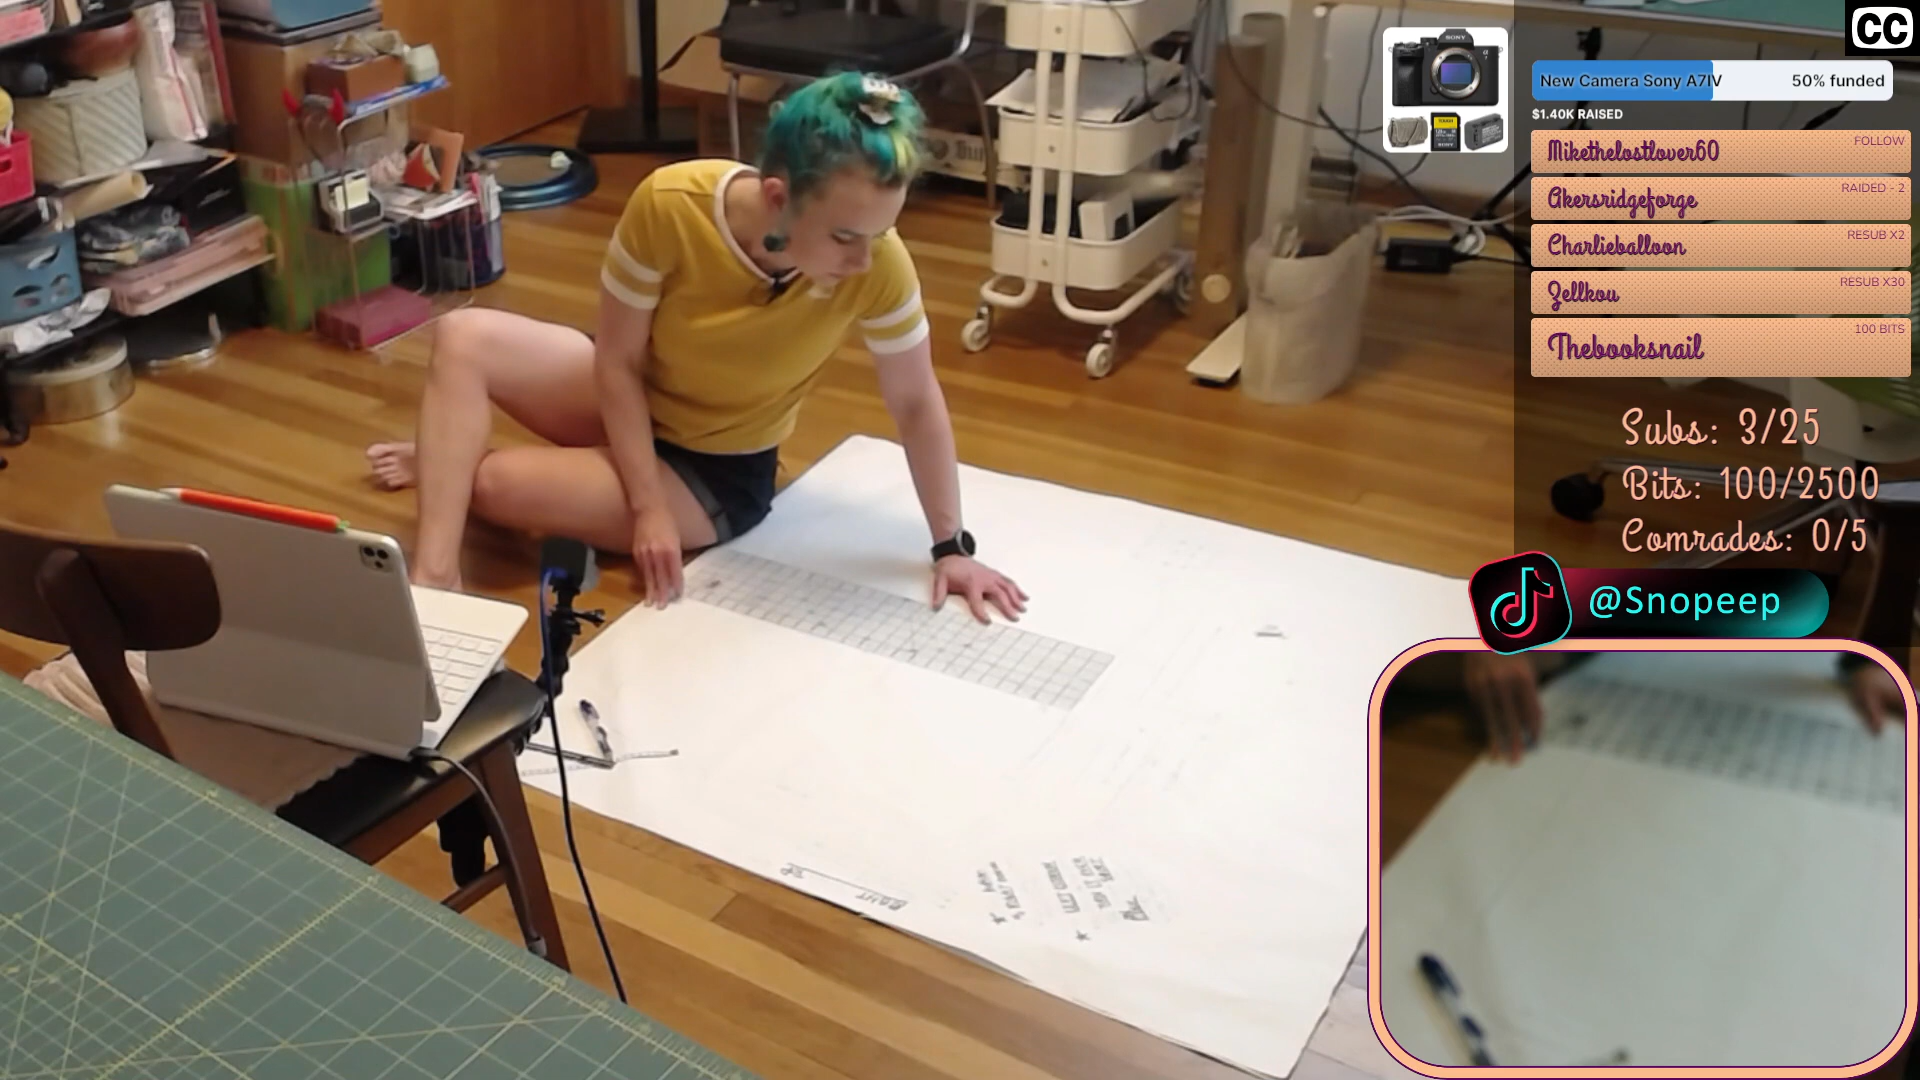 CC
SONY
New Camera Sony A7IV 50% funded
$1.40K RAISED
Mikethelostlover60 FOLLOW
Akersridgeforge RAIDED - 2
Charlieballoon RESUB X2
Zellkou RESUB X30
Thebooksnail 100 BITS
Subs: 3/25
Bits: 100/2500
Comrades: 0/5
@Snopeep